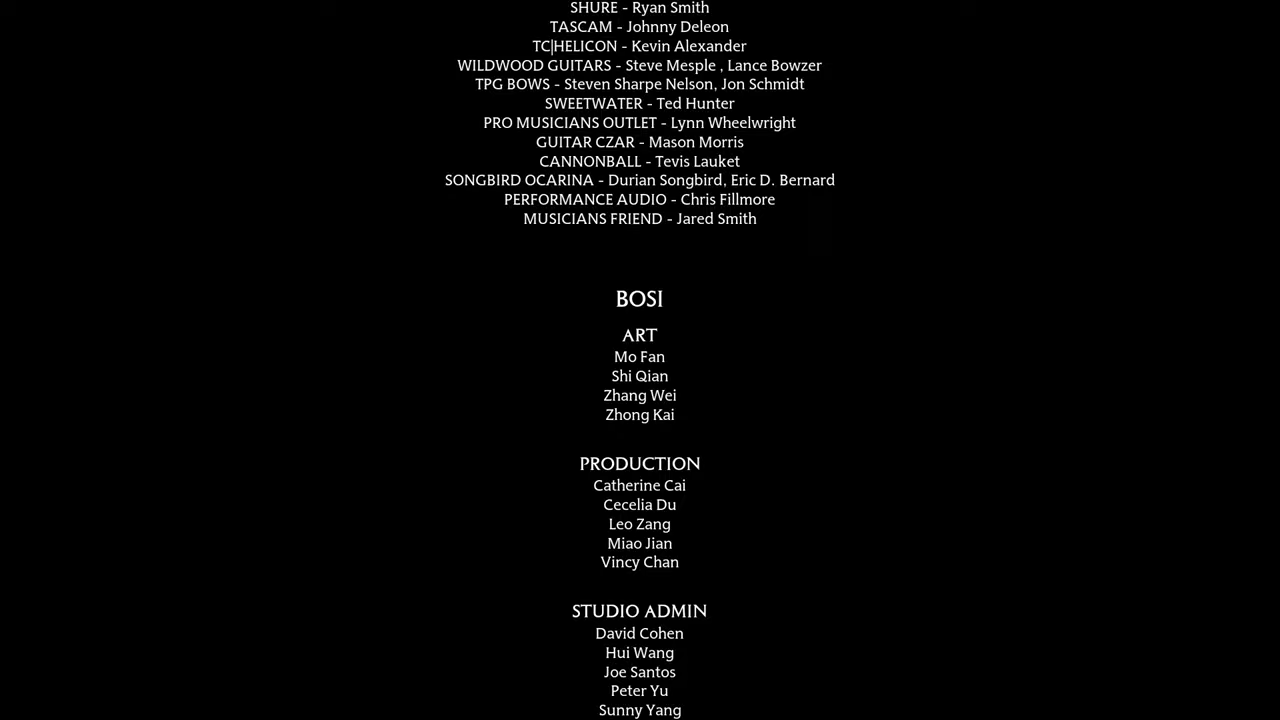 SHURE - Ryan Smith
TASCAM - Johnny Deleon
TC|HELICON - Kevin Alexander
WILDWOOD GUITARS - Steve Mesple , Lance Bowzer
TPG BOWS - Steven Sharpe Nelson, Jon Schmidt
SWEETWATER - Ted Hunter
PRO MUSICIANS OUTLET - Lynn Wheelwright
GUITAR CZAR - Mason Morris
CANNONBALL - Tevis Lauket
SONGBIRD OCARINA - Durian Songbird, Eric D. Bernard
PERFORMANCE AUDIO - Chris Fillmore
MUSICIANS FRIEND - Jared Smith
BOSI
ART
Mo Fan
Shi Qian
Zhang Wei
Zhong Kai
PRODUCTION
Catherine Cai
Cecelia Du
Leo Zang
Miao Jian
Vincy Chan
STUDIO ADMIN
David Cohen
Hui Wang
Joe Santos
Peter Yu
Sunny Yang